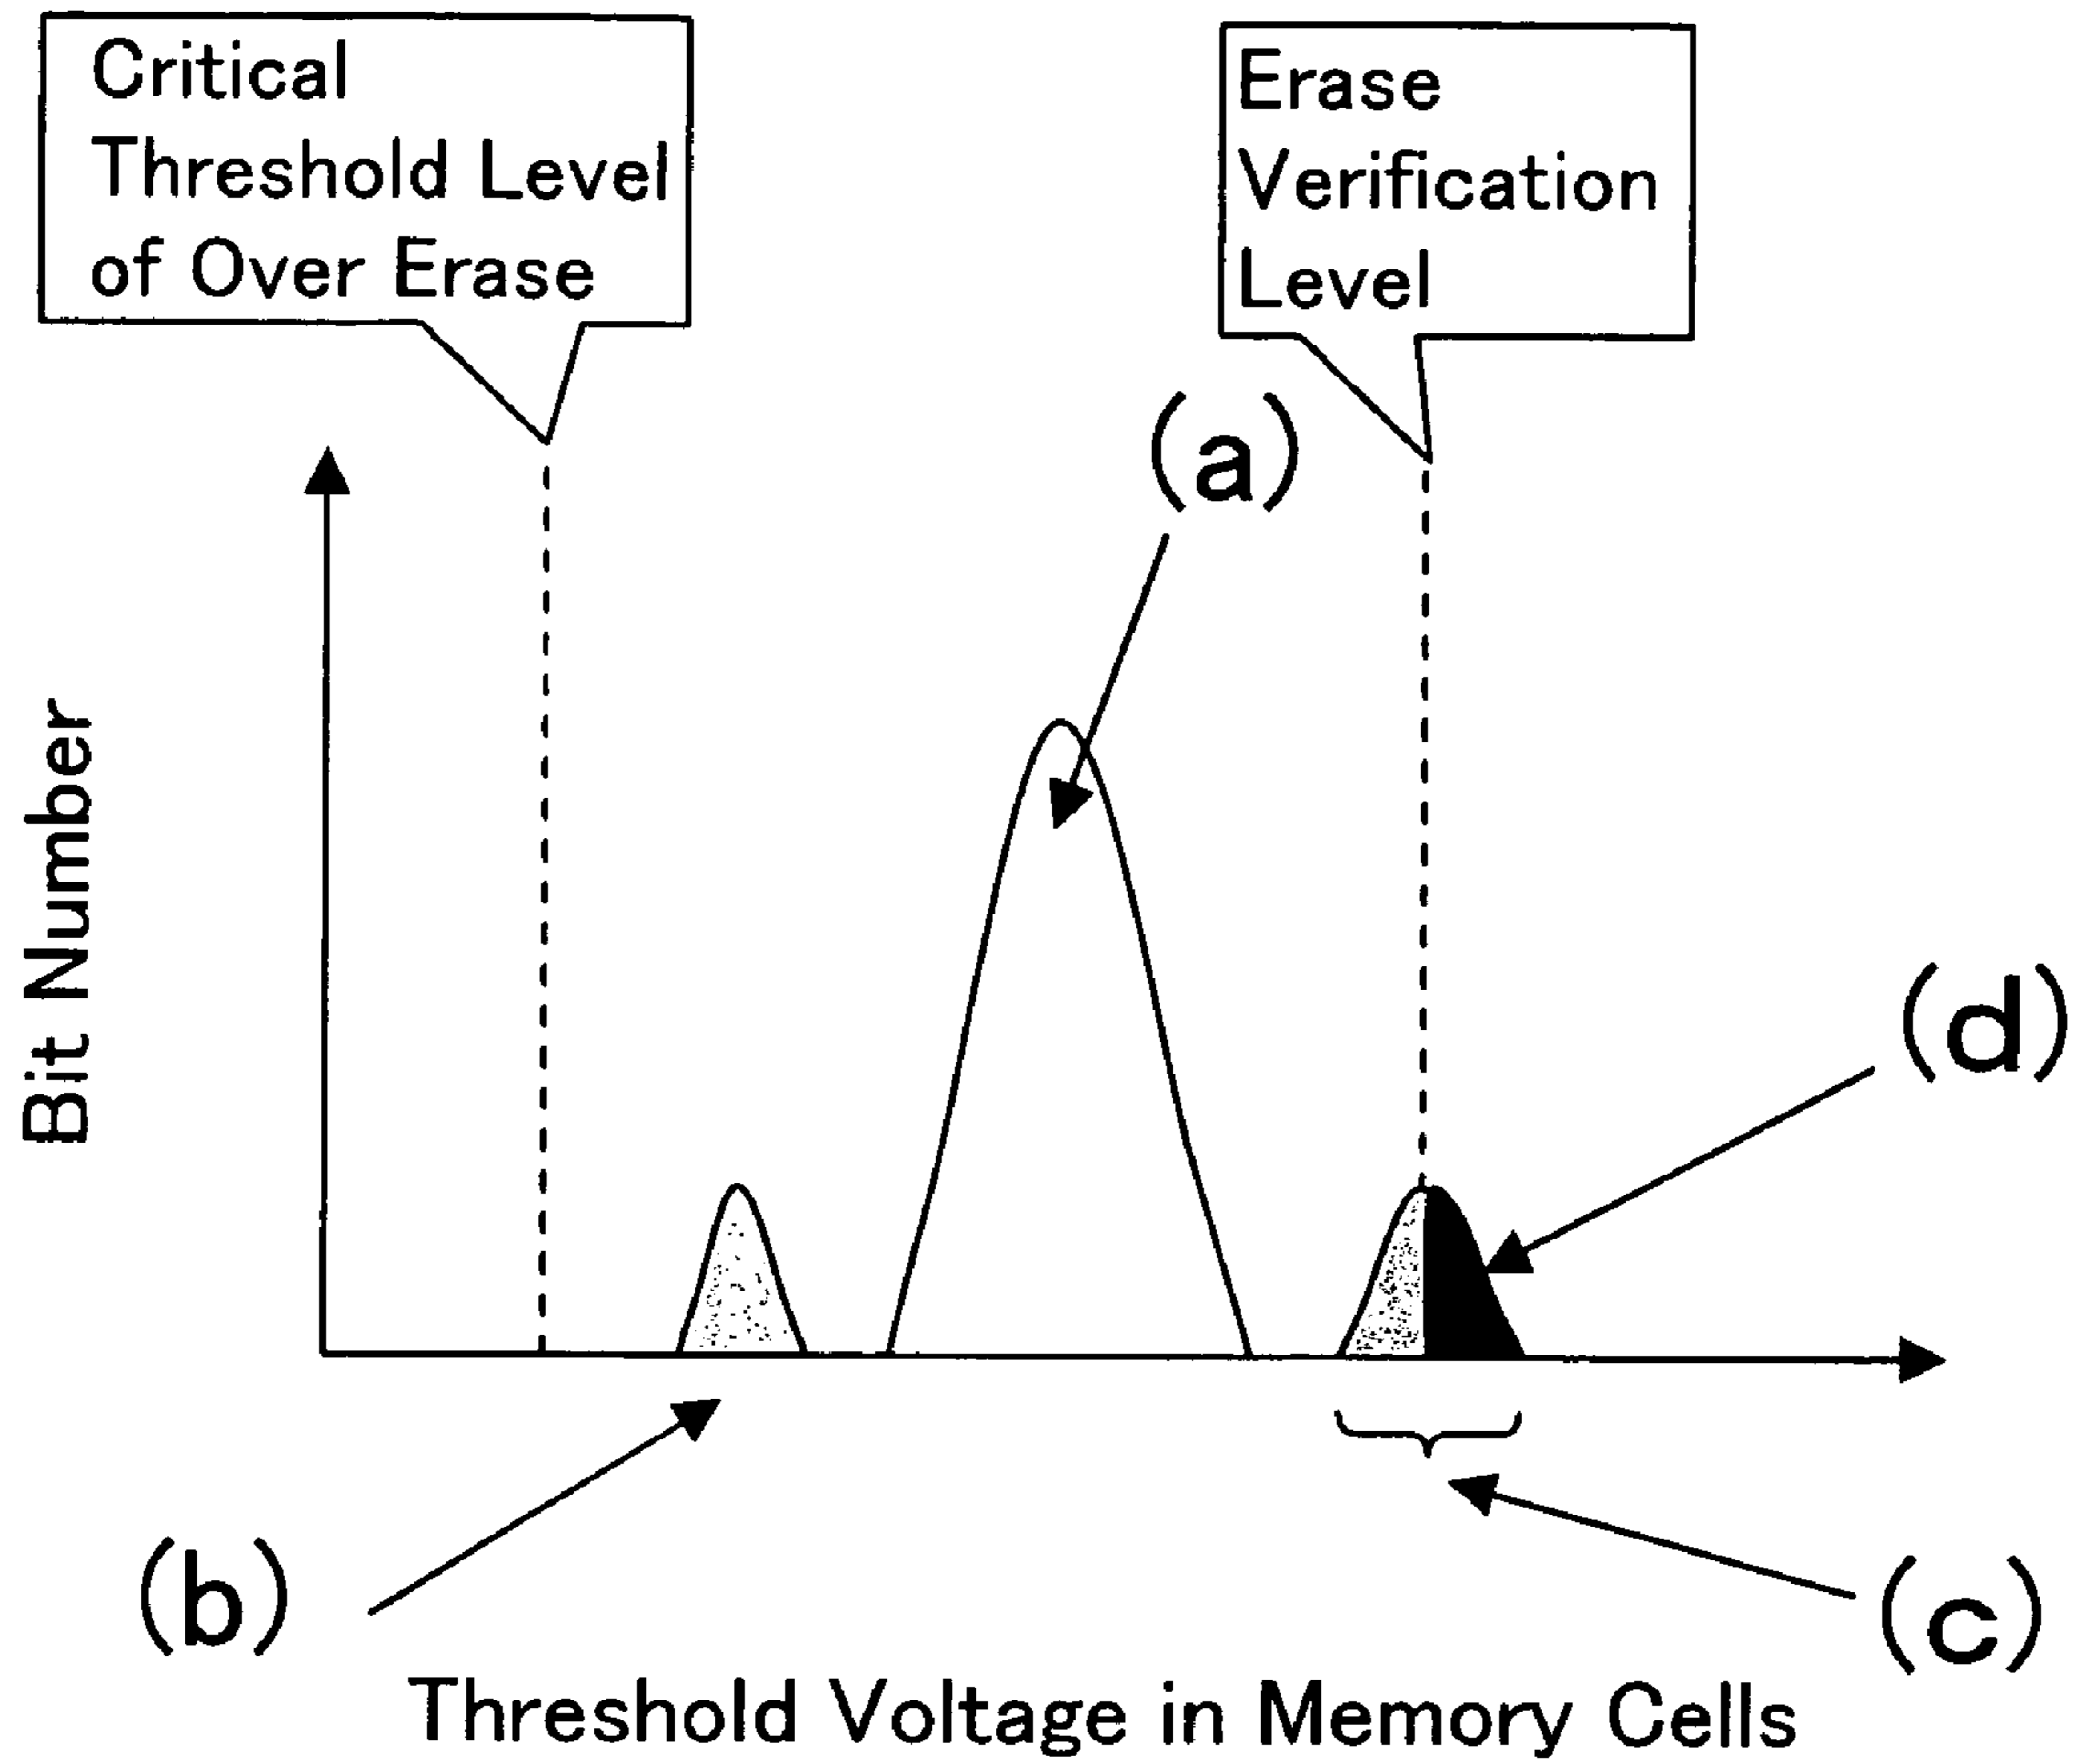 Critical
Threshold Level
of Over Erase
Erase
Verification
Level
(a)
Bit Number
(d)
(b)
(c)
Threshold Voltage in Memory Cells